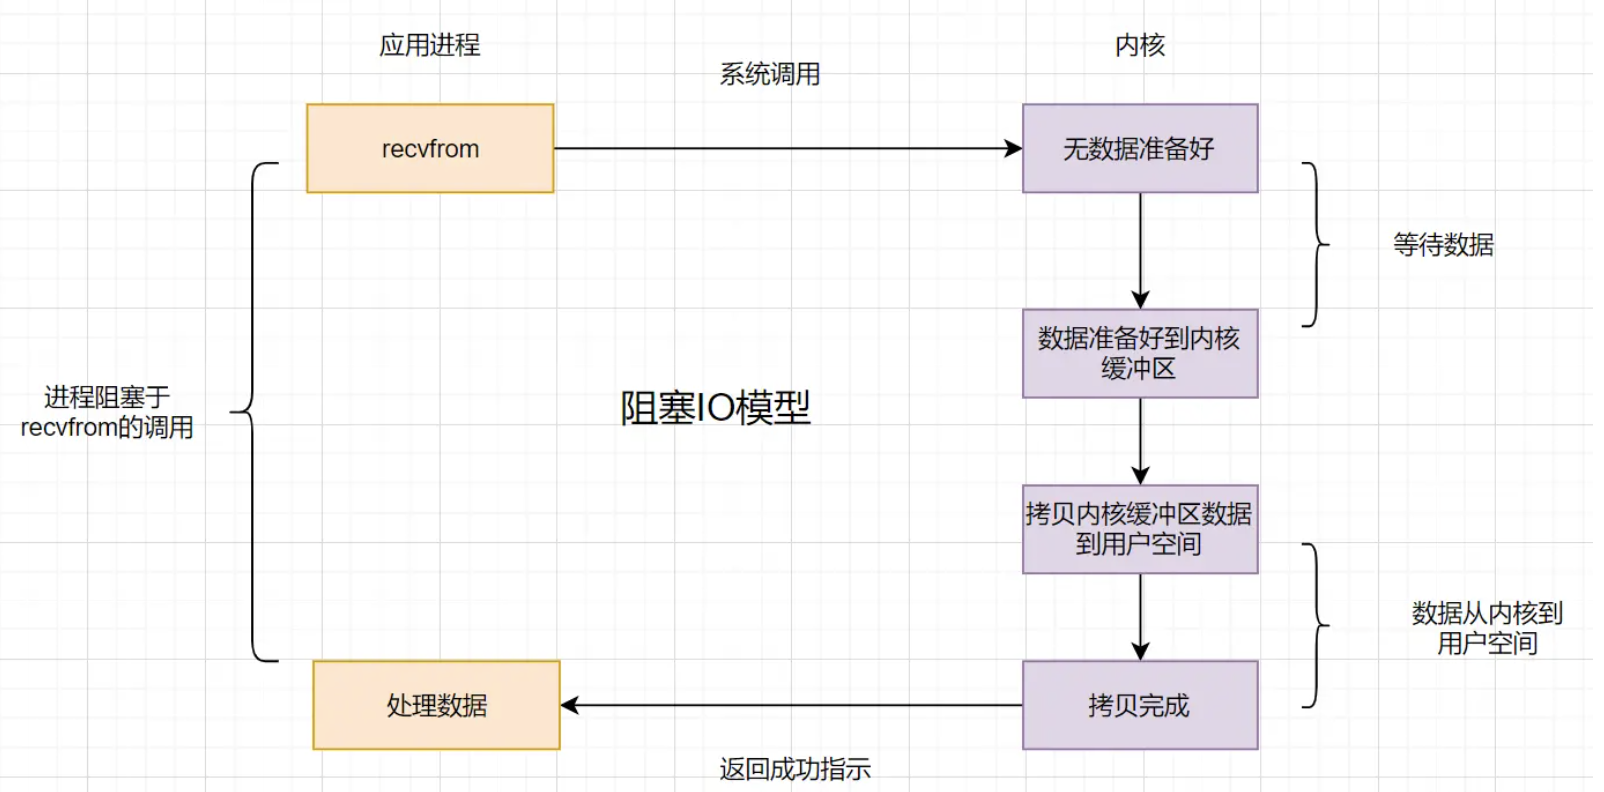 应用进程
内核
系统调用
recvfrom
无数据准备好
等待数据
数据准备好到内核
缓冲区
进程阻塞于
recvfrom的调用
阻塞IO模型
拷贝内核缓冲区数据
到用户空间
数据从内核到
用户空间
处理数据
拷贝完成
返回成功指示